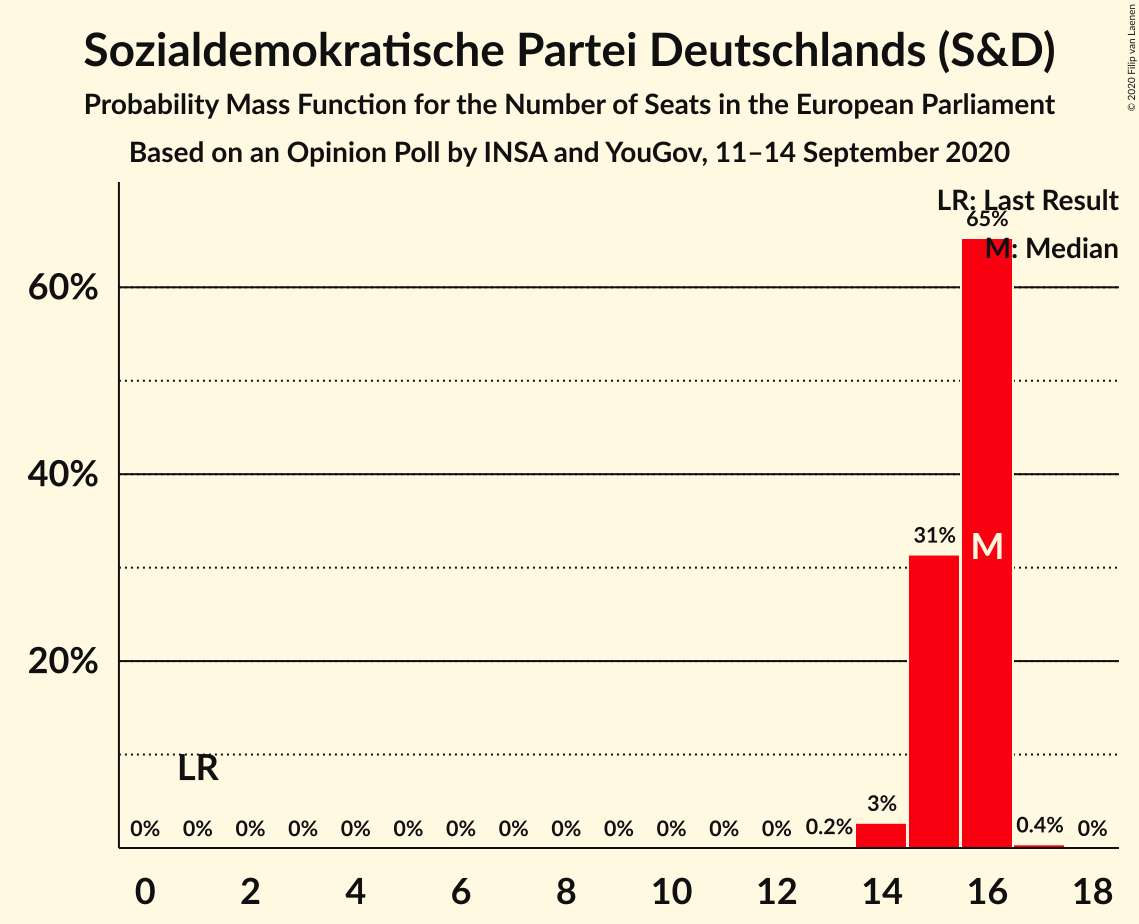 Sozialdemokratische Partei Deutschlands (S&D)
Probability Mass Function for the Number of Seats in the European Parliament
Based on an Opinion Poll by INSA and YouGov, 11–14 September 2020
© 2020 Filip van Laenen
LR: Last Result
65%
M: Median
60%
40%
31%
M
20%
LR
3%
0% 0% 0% 0% 0% 0% 0% 0% 0% 0% 0% 0% 0% 0.2% 0.4% 0%
0 2 4 6 8 10 12 14 16 18